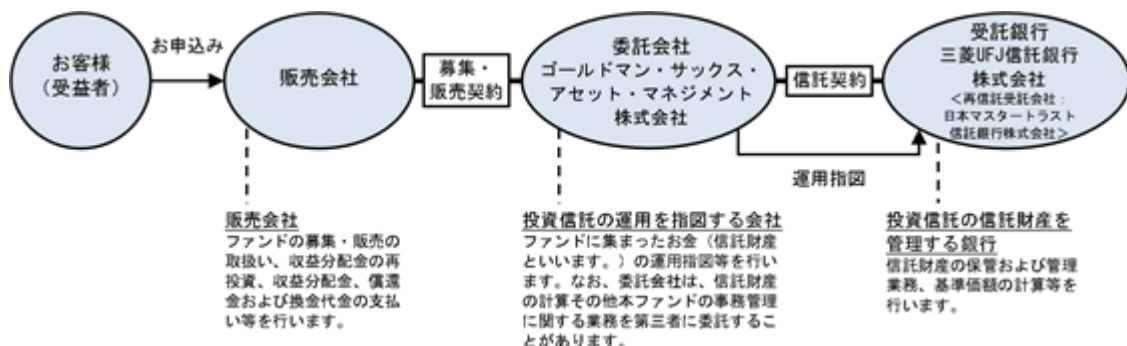 お客様
（受益者）
お申込み
販売会社
募集・
販売契約
委託会社
ゴールドマン・サックス・
アセット・マネジメント
株式会社
信託契約
受託銀行
三菱UFJ信託銀行
株式会社
＜再信託受託会社：
日本マスタートラスト
信託銀行株式会社＞
運用指図
販売会社
ファンドの募集・販売の
取扱い、収益分配金の再
投資、収益分配金、償還
金および換金代金の支払
い等を行います。
投資信託の運用を指図する会社
ファンドに集まったお金（信託財産
といいます。）の運用指図等を行い
ます。なお、委託会社は、信託財産
の計算その他本ファンドの事務管理
に関する業務を第三者に委託するこ
とがあります。
投資信託の信託財産を
管理する銀行
信託財産の保管および管理
業務、基準価額の計算等を
行います。